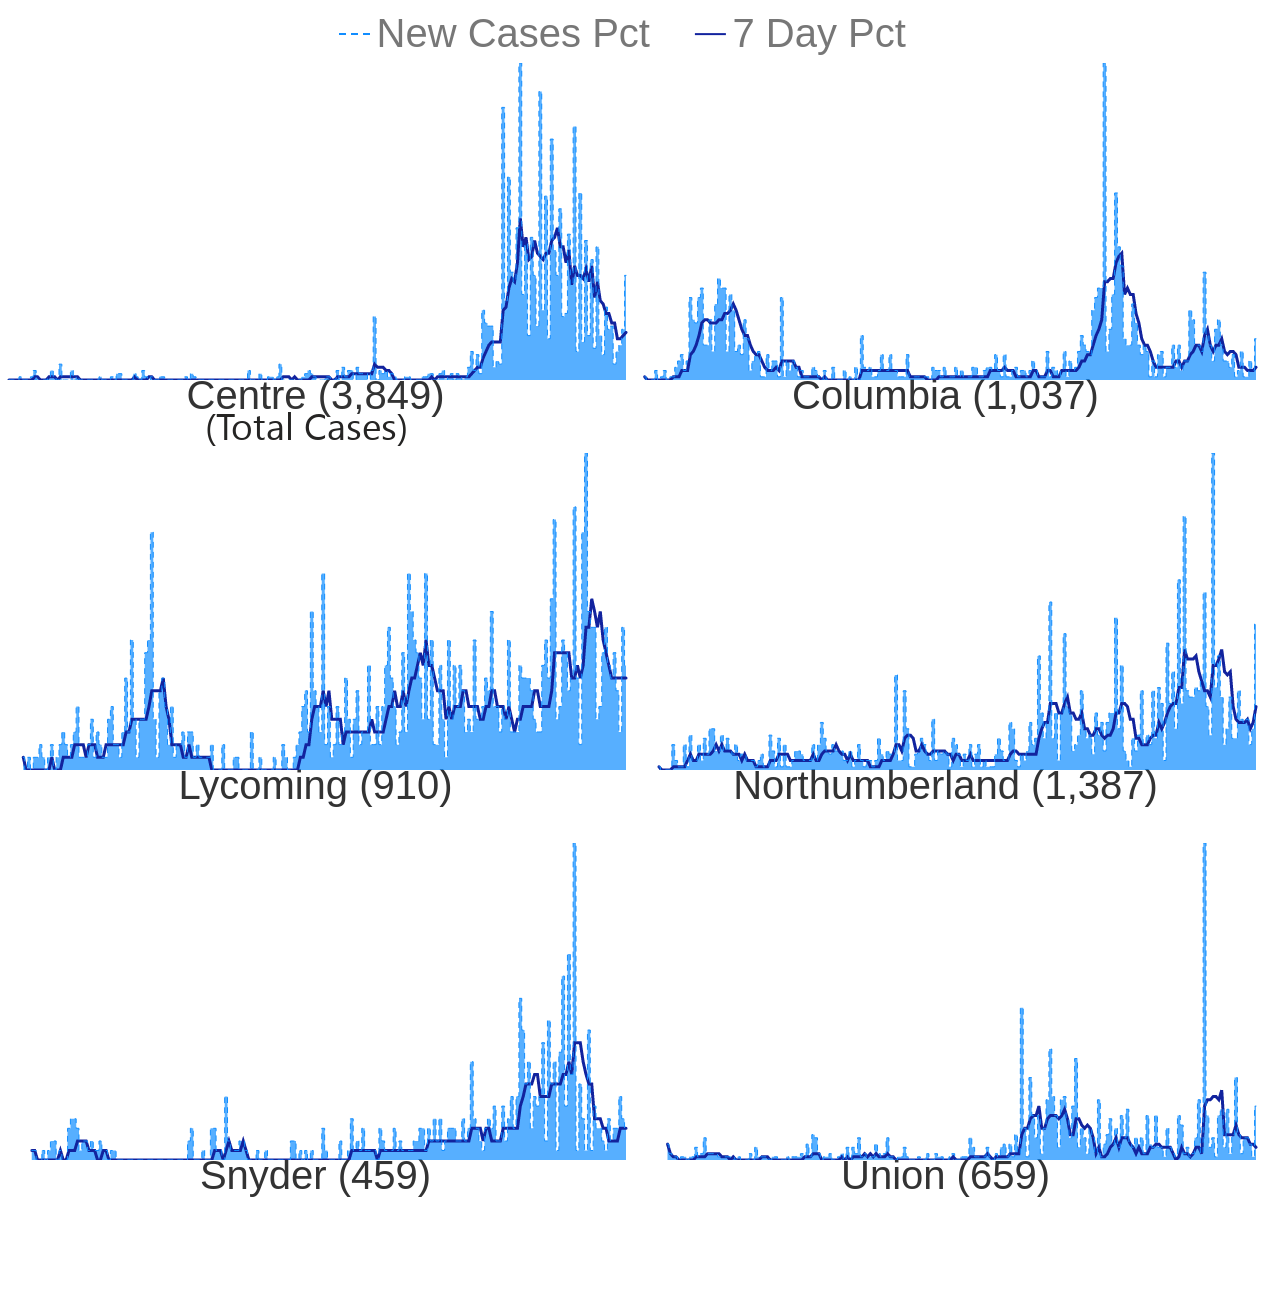 New Cases Pct 7 Day Pct
Centre (3,849) Columbia (1,037)
(Total Cases)
Lycoming (910) Northumberland (1,387)
Snyder (459) Union (659)